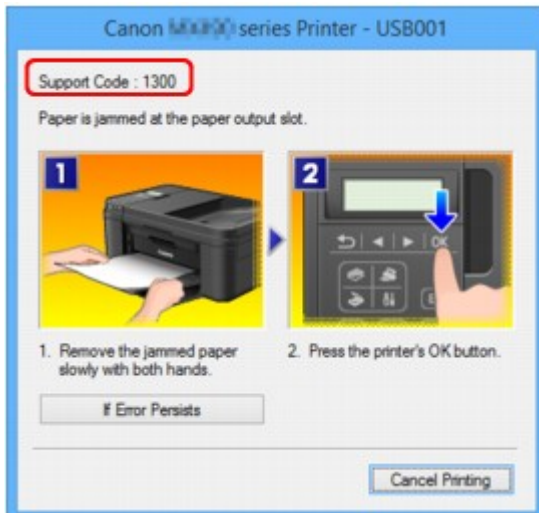 Canon series Printer - USB001
Support Code : 1300
Paper is jammed at the paper output slot.
1
2
OK
1. Remove the jammed paper
slowly with both hands.
2. Press the printer's OK button.
If Error Persists
Cancel Printing